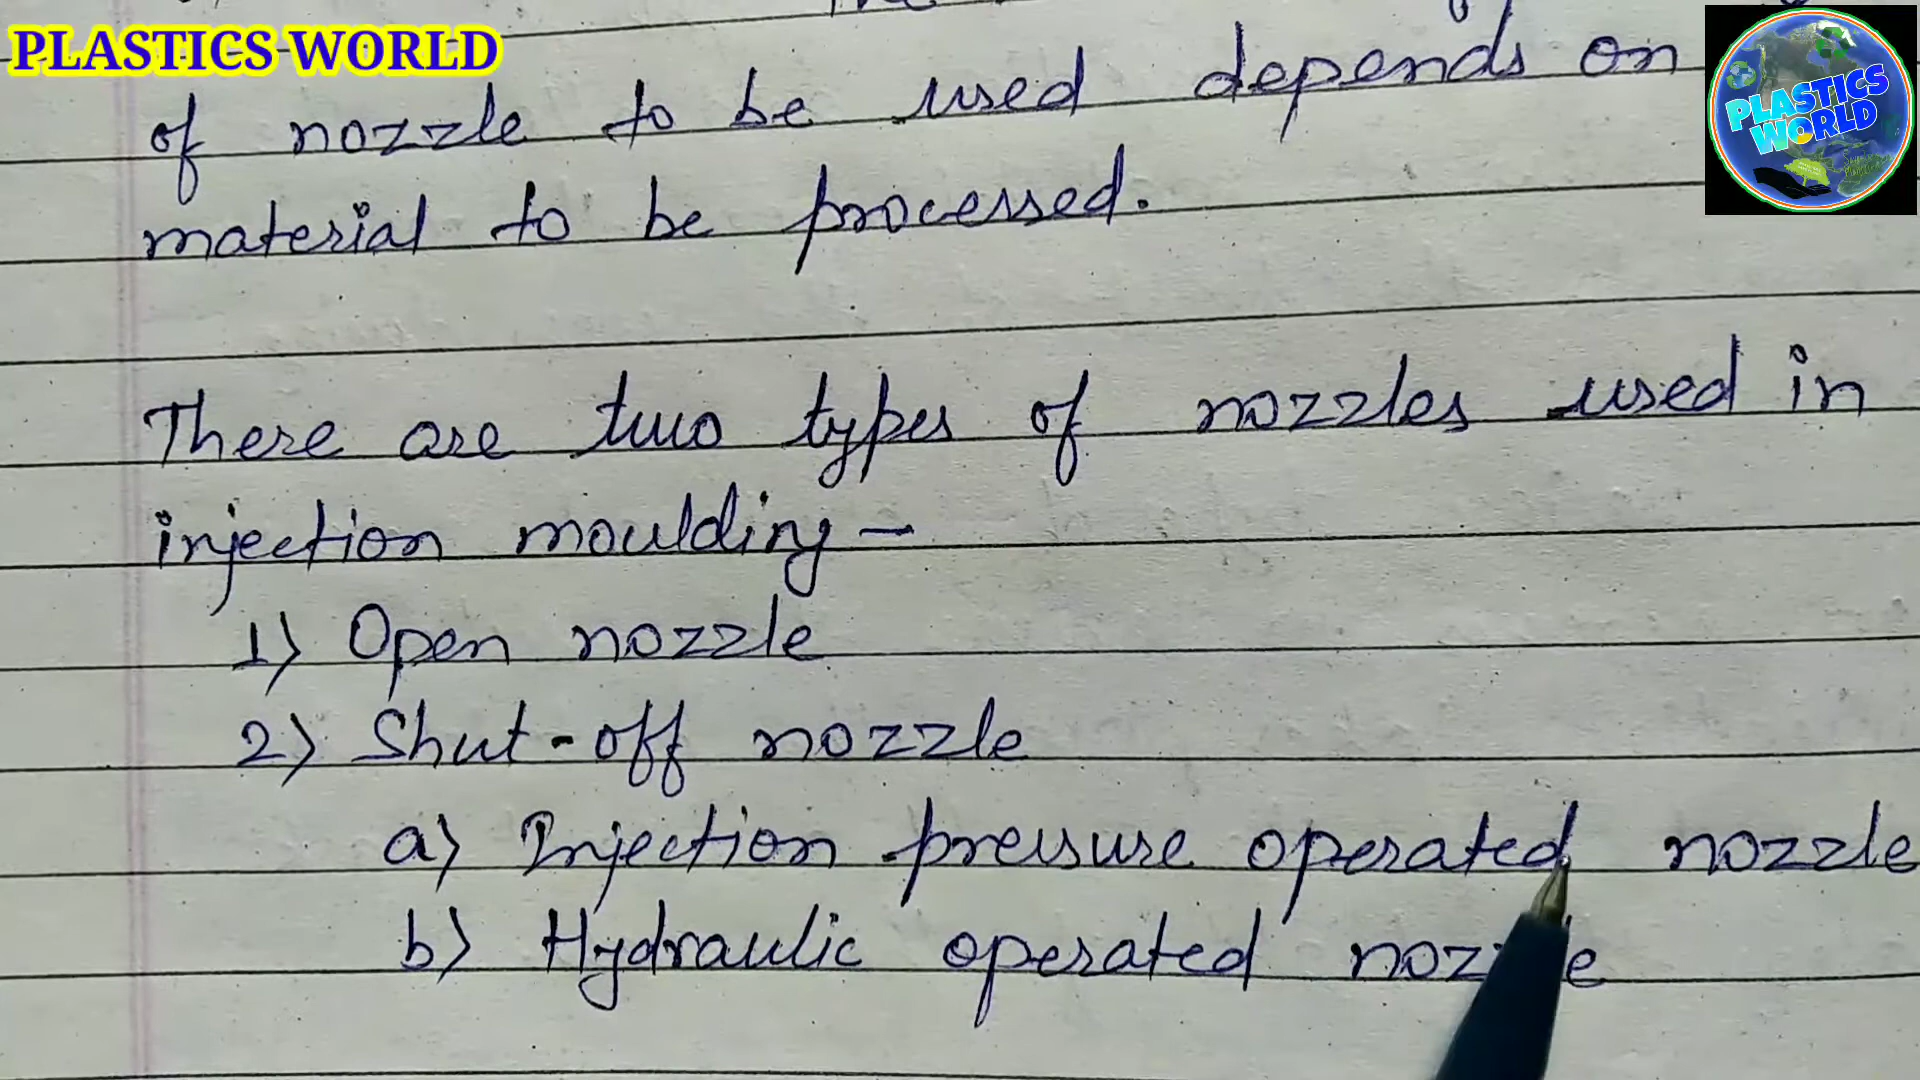 PLASTICS WORLD
of nozzle to be used depends on
material to be processed.
There are two types of nozzles used in
injection moulding -
1) Open nozzle
2) Shut-off nozzle
a) Injection pressure operated nozzle
b) Hydraulic operated nozzle
PLASTICS
WORLD